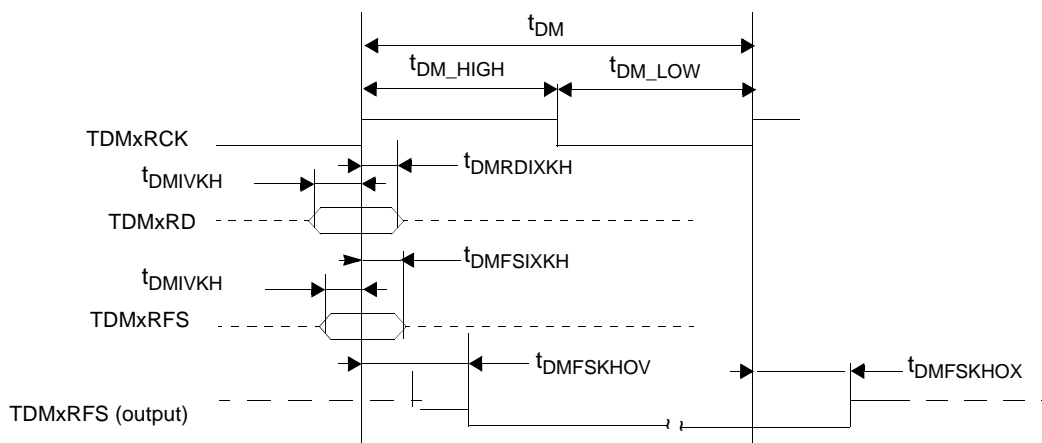 tDM
tDM_HIGH
tDM_LOW
TDMxRCK
tDMRDIXKH
tDMIVKH
TDMxRD
tDMFSIXKH
tDMIVKH
TDMxRFS
tDMFSKHOV
tDMFSKHOX
TDMxRFS (output)